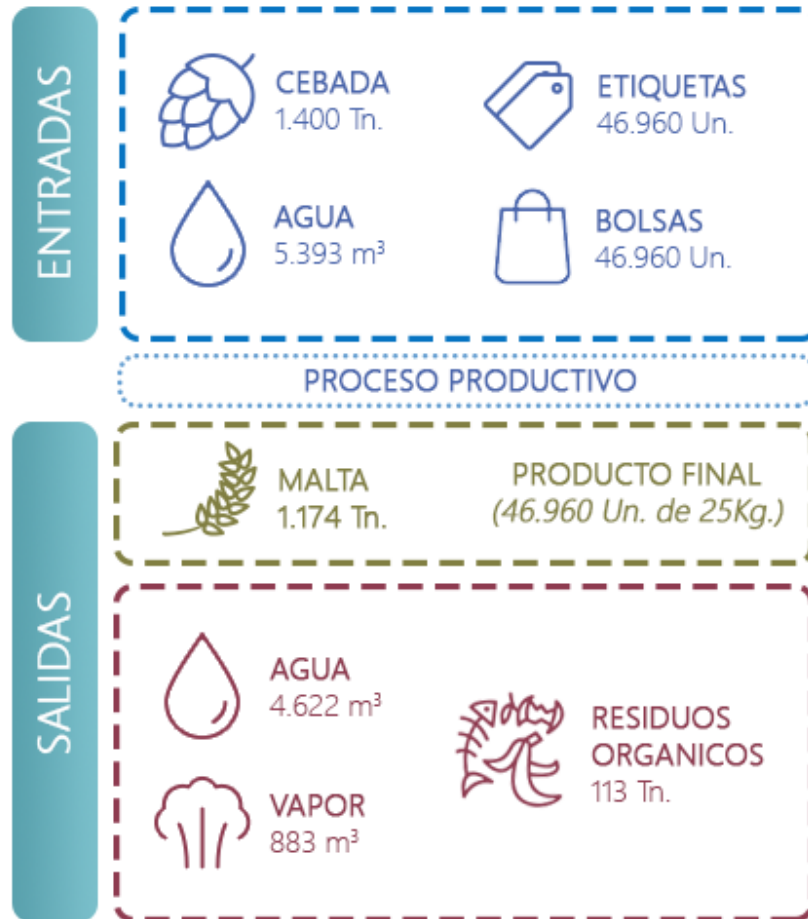 ENTRADAS
CEBADA
1.400 Tn.
ETIQUETAS
46.960 Un.
AGUA
5.393 m³
BOLSAS
46.960 Un.
PROCESO PRODUCTIVO
SALIDAS
MALTA
1.174 Tn.
PRODUCTO FINAL
(46.960 Un. de 25Kg.)
AGUA
4.622 m³
RESIDUOS
ORGANICOS
113 Tn.
VAPOR
883 m³